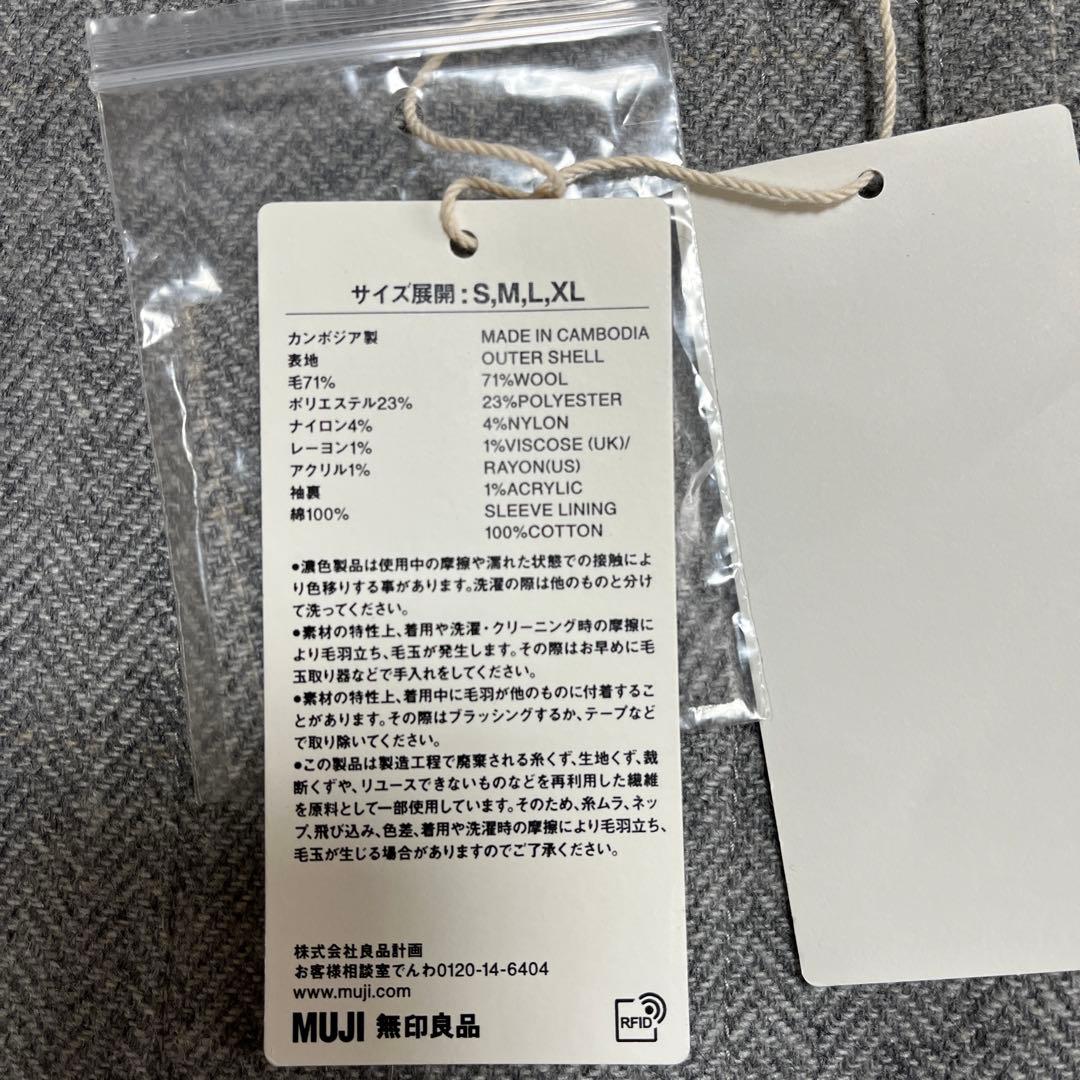 サイズ展開：S,M,L,XL
カンボジア製 MADE IN CAMBODIA
表地 OUTER SHELL
毛71% 71%WOOL
ポリエステル23% 23%POLYESTER
ナイロン4% 4%NYLON
レーヨン1% 1%VISCOSE (UK)/
アクリル1% RAYON(US)
袖裏 1%ACRYLIC
綿100% SLEEVE LINING
100%COTTON
●濃色製品は使用中の摩擦や濡れた状態での接触によ
り色移りする事があります。洗濯の際は他のものと分け
て洗ってください。
●素材の特性上、着用や洗濯・クリーニング時の摩擦に
より毛羽立ち、毛玉が発生します。その際はお早めに毛
玉取り器などで手入れをしてください。
●素材の特性上、着用中に毛羽が他のものに付着するこ
とがあります。その際はブラッシングするか、テープなど
で取り除いてください。
●この製品は製造工程で廃棄される糸くず、生地くず、裁
断くずや、リユースできないものなどを再利用した繊維
を原料として一部使用しています。そのため、糸ムラ、ネッ
プ、飛び込み、色差、着用や洗濯時の摩擦により毛羽立ち、
毛玉が生じる場合がありますのでご了承ください。
株式会社良品計画
お客様相談室でんわ0120-14-6404
www.muji.com
MUJI 無印良品
RFID